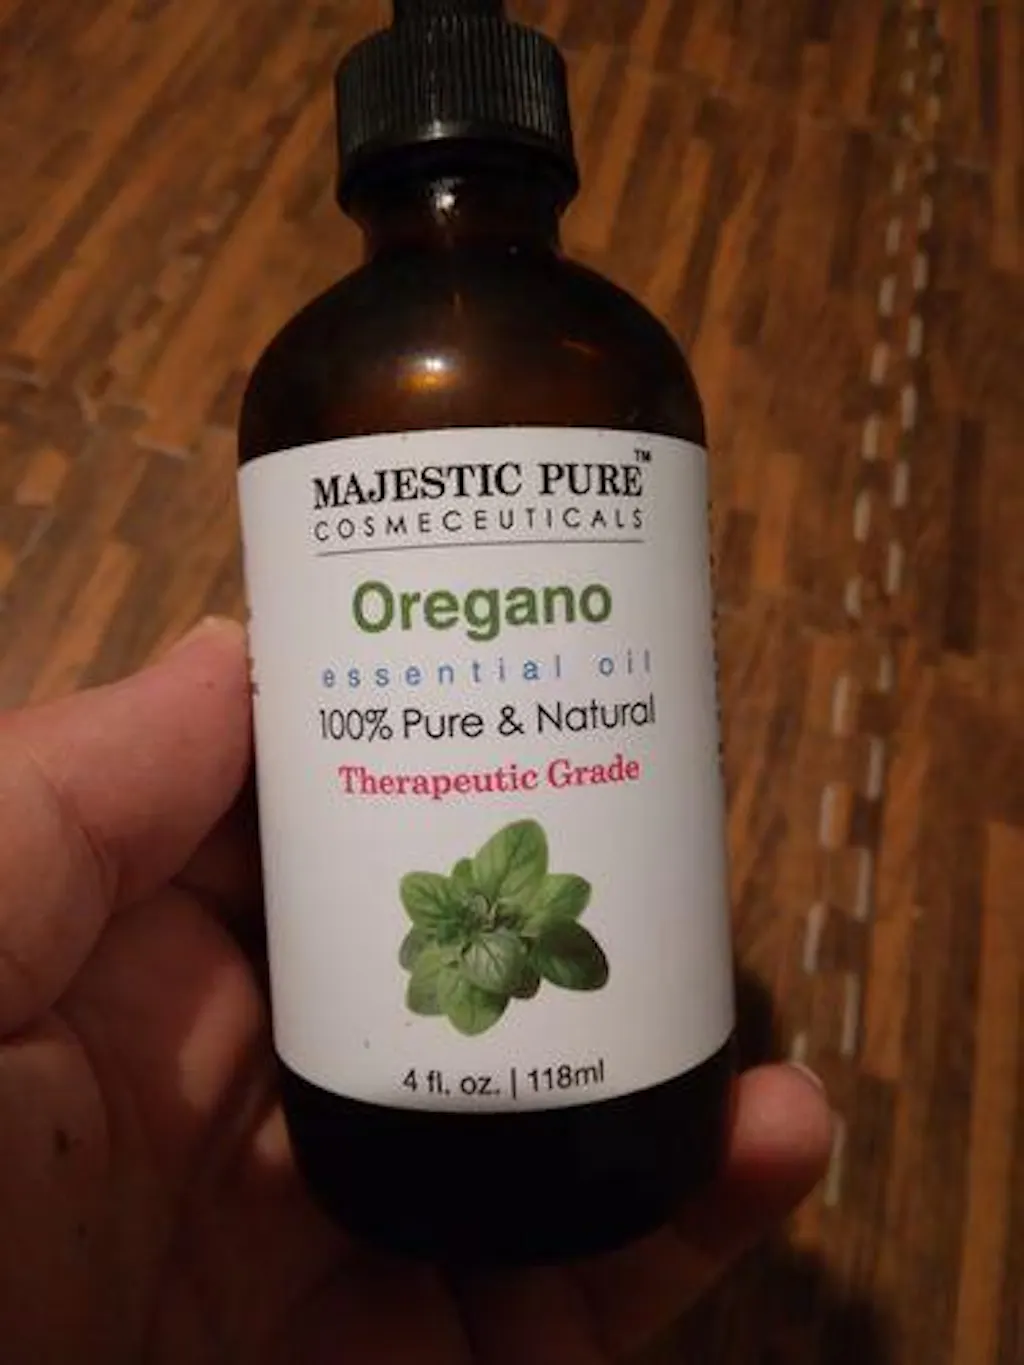 MAJESTIC PURE™
COSMECEUTICALS
Oregano
essential oil
100% Pure & Natural
Therapeutic Grade
4 fl. oz. | 118ml